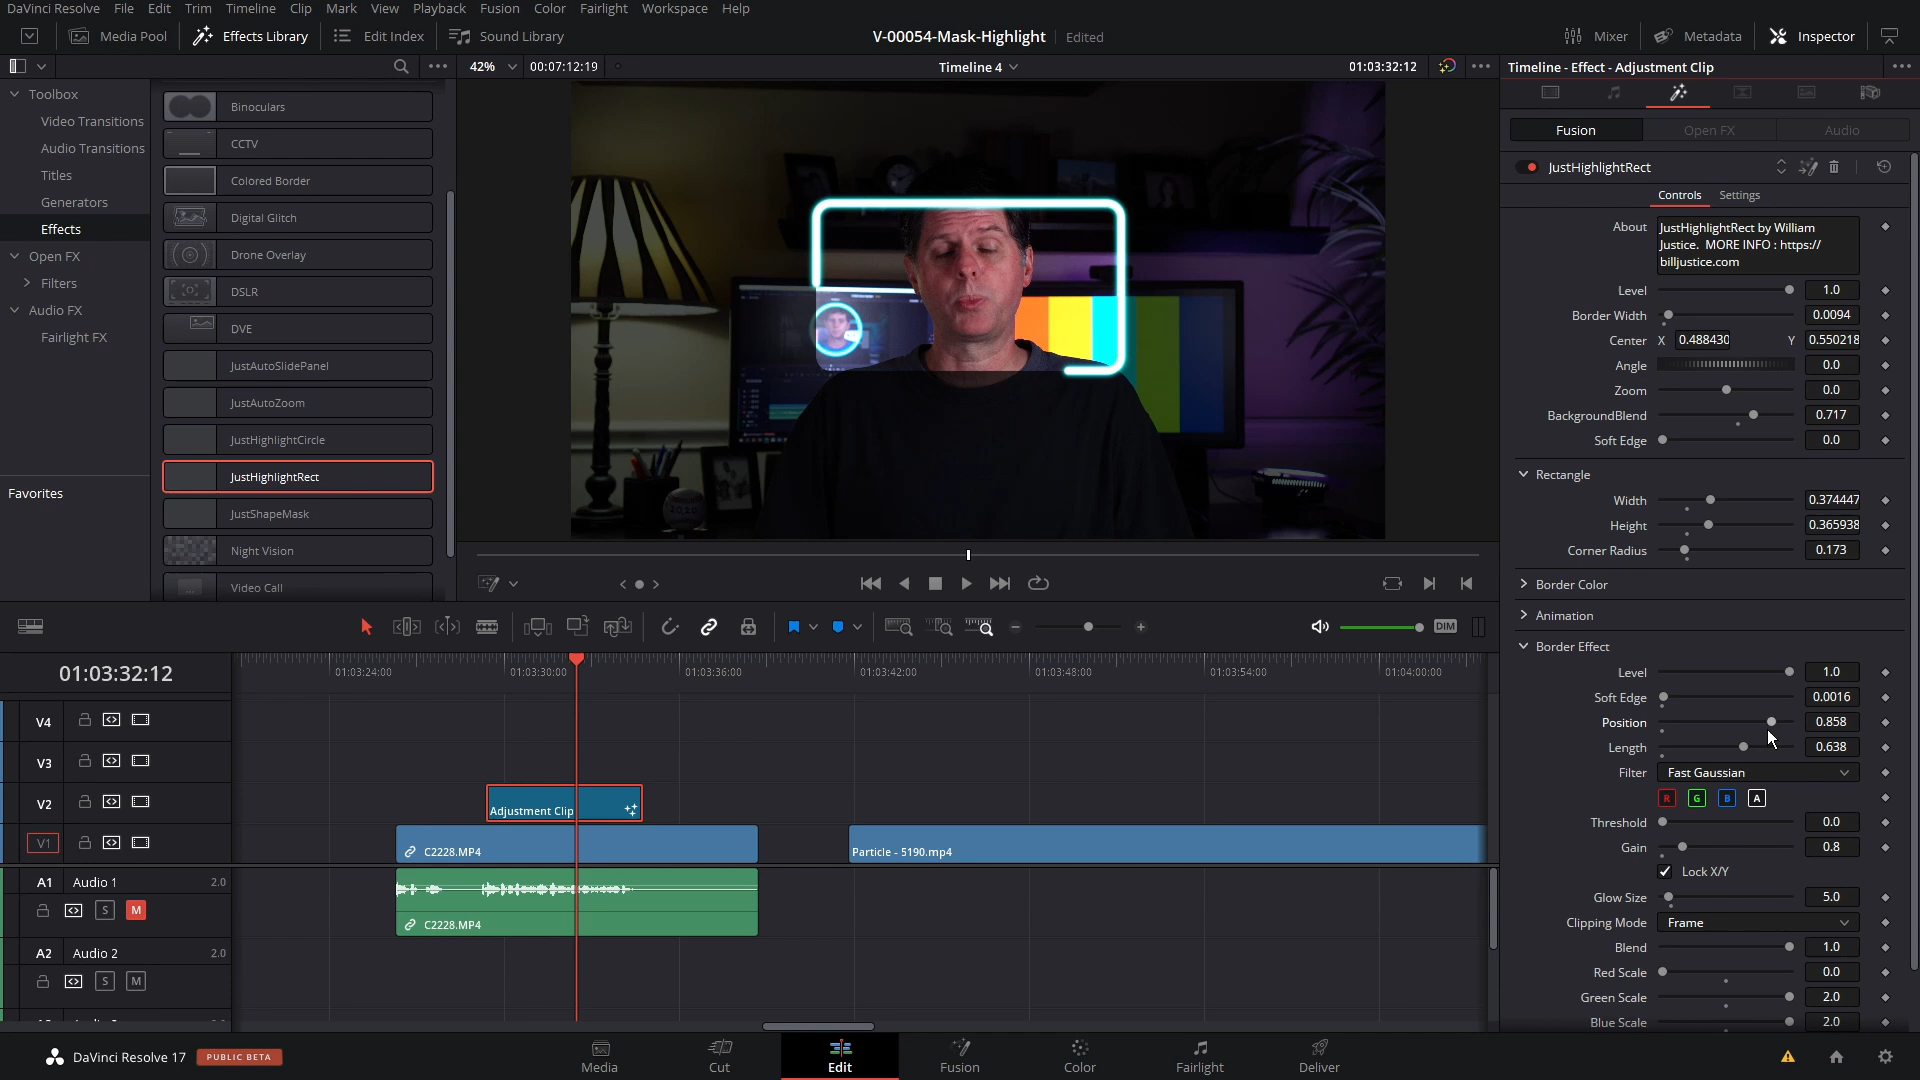 DaVinci Resolve File Edit Trim Timeline Clip Mark View Playback Fusion Color Fairlight Workspace Help
Media Pool Effects Library Edit Index Sound Library V-00054-Mask-Highlight Edited Mixer Metadata Inspector
42% 00:07:12:19 Timeline 4 01:03:32:12 Timeline - Effect - Adjustment Clip
Toolbox
Video Transitions
Audio Transitions
Titles
Generators
Effects
Open FX
Filters
Audio FX
Fairlight FX
Favorites
Binoculars
CCTV
Colored Border
Digital Glitch
Drone Overlay
DSLR
DVE
JustAutoSlidePanel
JustAutoZoom
JustHighlightCircle
JustHighlightRect
JustShapeMask
Night Vision
Video Call
Fusion Open FX Audio
JustHighlightRect
Controls Settings
About JustHighlightRect by William
Justice. MORE INFO : https://
billjustice.com
Level 1.0
Border Width 0.0094
Center X 0.488430 Y 0.550218
Angle 0.0
Zoom 0.0
BackgroundBlend 0.717
Soft Edge 0.0
Rectangle
Width 0.374447
Height 0.365938
Corner Radius 0.173
Border Color
Animation
Border Effect
Level 1.0
Soft Edge 0.0016
Position 0.858
Length 0.638
Filter Fast Gaussian
R G B A
Threshold 0.0
Gain 0.8
Lock X/Y
Glow Size 5.0
Clipping Mode Frame
Blend 1.0
Red Scale 0.0
Green Scale 2.0
Blue Scale 2.0
DIM
01:03:32:12 01:03:24:00 01:03:30:00 01:03:36:00 01:03:42:00 01:03:48:00 01:03:54:00 01:04:00:00
V4
V3
V2 Adjustment Clip
V1 C2228.MP4 Particle - 5190.mp4
A1 Audio 1 2.0
S M
C2228.MP4
A2 Audio 2 2.0
S M
DaVinci Resolve 17 PUBLIC BETA
Media Cut Edit Fusion Color Fairlight Deliver